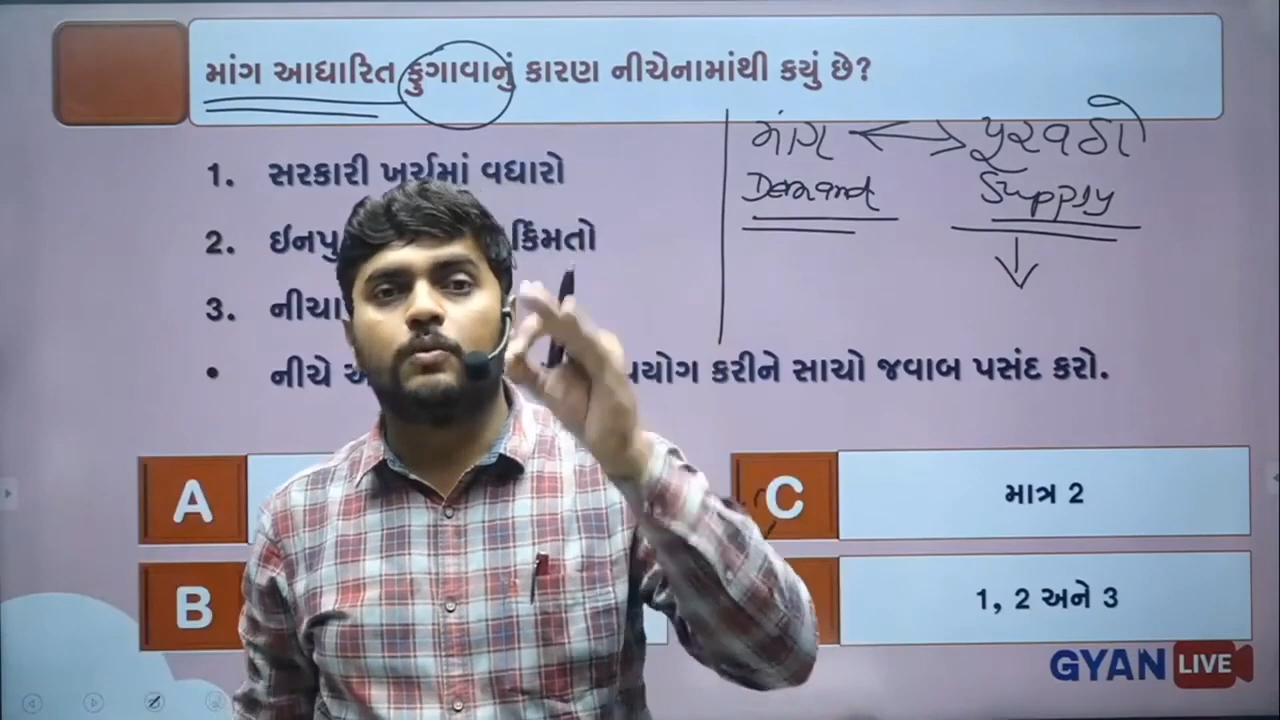 માંગ આધારિત ફુગાવાનું કારણ નીચેનામાંથી કયું છે?
માંગ ↔ પૂરવઠો
Demand Supply
1. સરકારી ખર્ચમાં વધારો
2. કિંમતો
3.
• નીચે કરીને સાચો જવાબ પસંદ કરો.
A
C માત્ર 2
B
1, 2 અને 3
GYAN LIVE